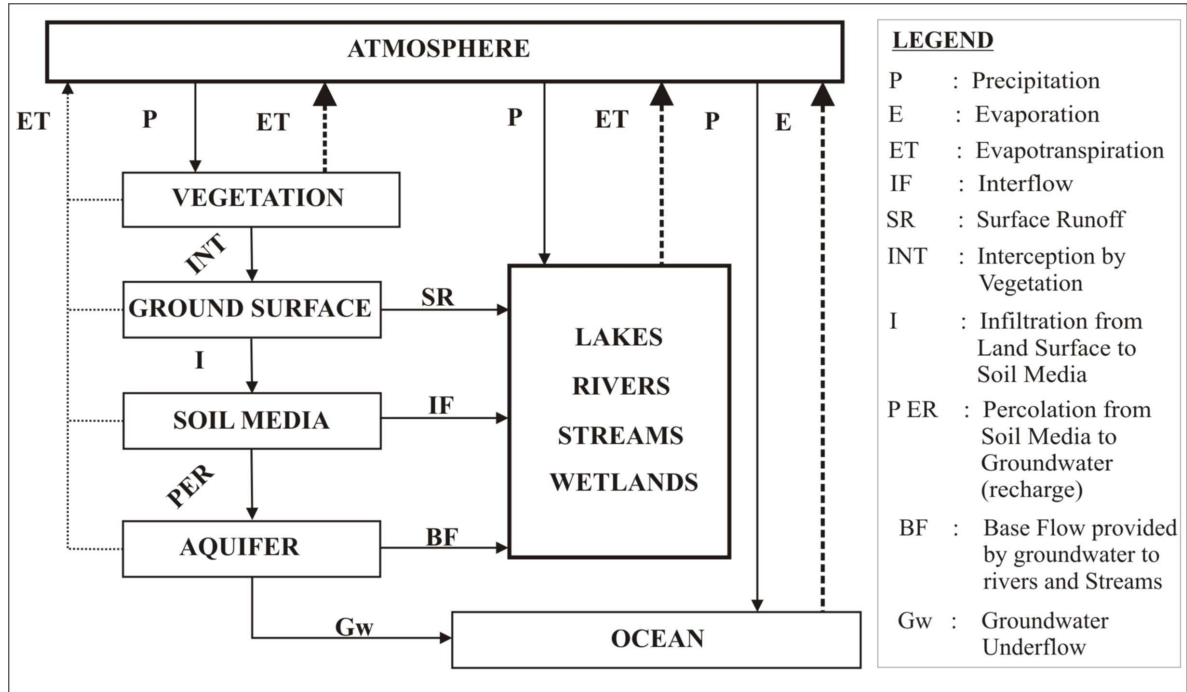 ATMOSPHERE
ET
P
ET
P
ET
P
E
VEGETATION
INT
GROUND SURFACE
SR
I
SOIL MEDIA
IF
PER
AQUIFER
BF
LAKES
RIVERS
STREAMS
WETLANDS
Gw
OCEAN
LEGEND
P : Precipitation
E : Evaporation
ET : Evapotranspiration
IF : Interflow
SR : Surface Runoff
INT : Interception by
Vegetation
I : Infiltration from
Land Surface to
Soil Media
P ER : Percolation from
Soil Media to
Groundwater
(recharge)
BF : Base Flow provided
by groundwater to
rivers and Streams
Gw : Groundwater
Underflow